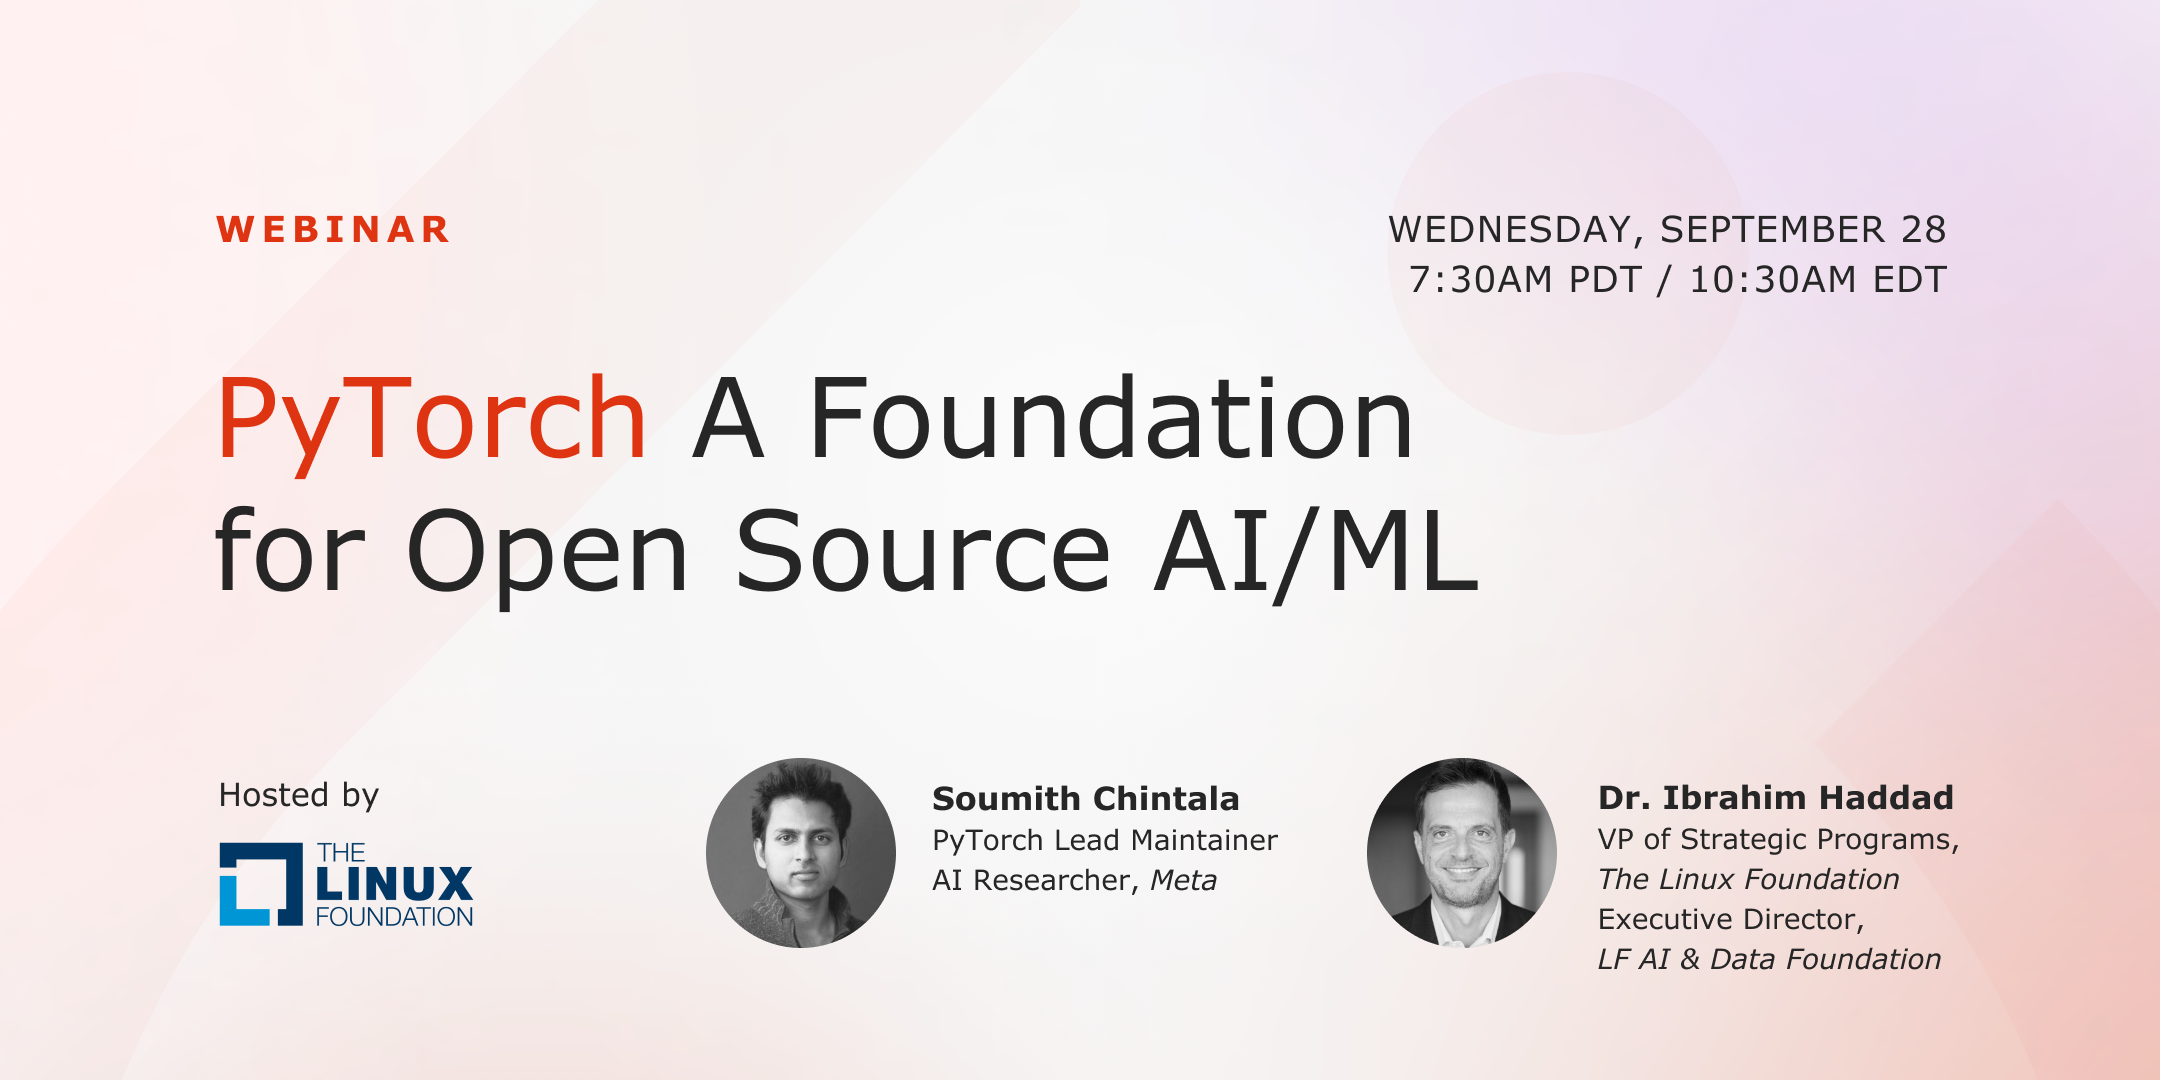 WEBINAR
WEDNESDAY, SEPTEMBER 28
7:30AM PDT / 10:30AM EDT
PyTorch A Foundation
for Open Source AI/ML
Hosted by
THE
LINUX
FOUNDATION
Soumith Chintala
PyTorch Lead Maintainer
AI Researcher, Meta
Dr. Ibrahim Haddad
VP of Strategic Programs,
The Linux Foundation
Executive Director,
LF AI & Data Foundation